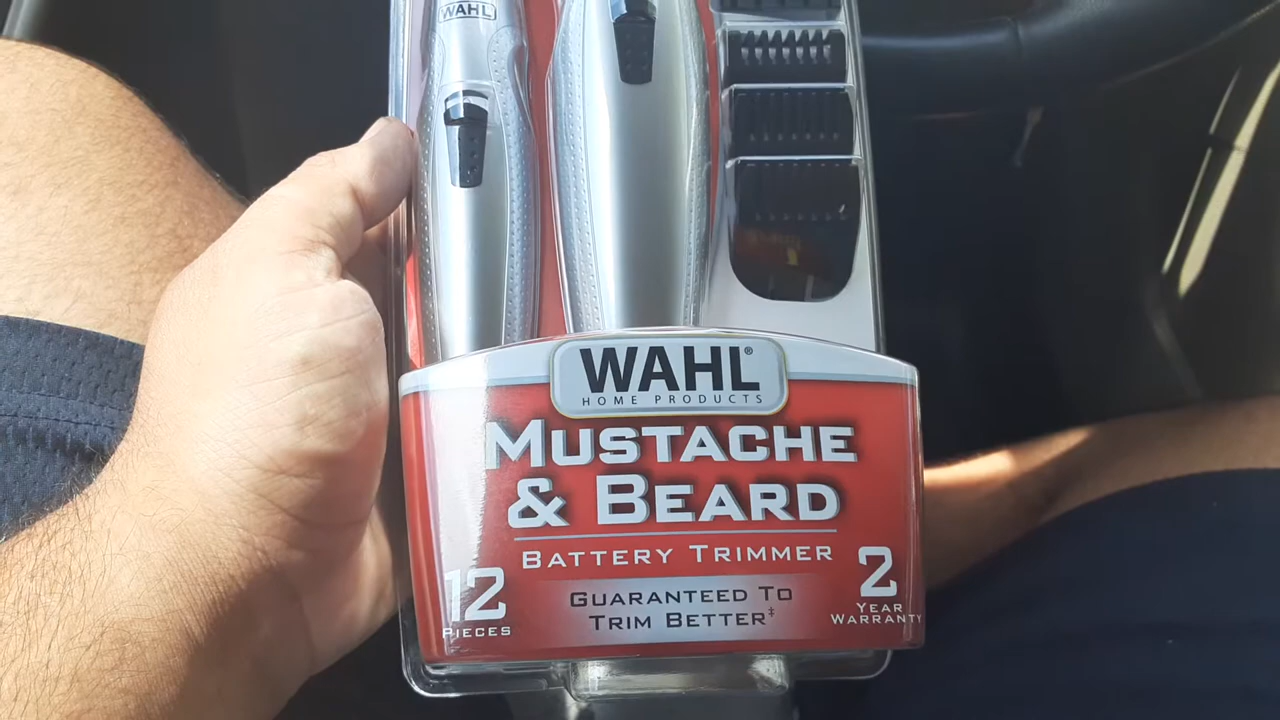 WAHL
WAHL®
HOME PRODUCTS
MUSTACHE
& BEARD
BATTERY TRIMMER
12
PIECES
GUARANTEED TO
TRIM BETTER‡
2
YEAR
WARRANTY